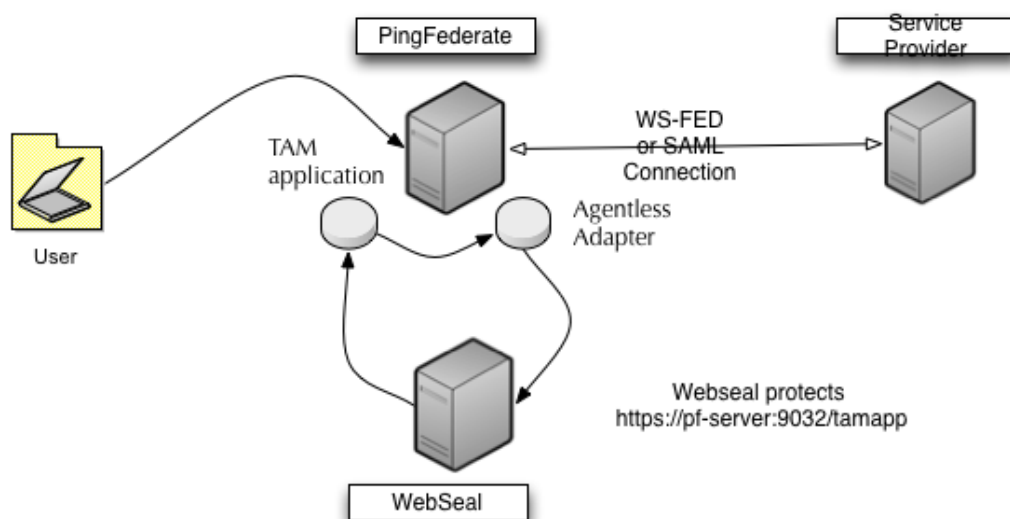 PingFederate
Service
Provider
WS-FED
or SAML
Connection
TAM
application
Agentless
Adapter
User
Webseal protects
https://pf-server:9032/tamapp
WebSeal